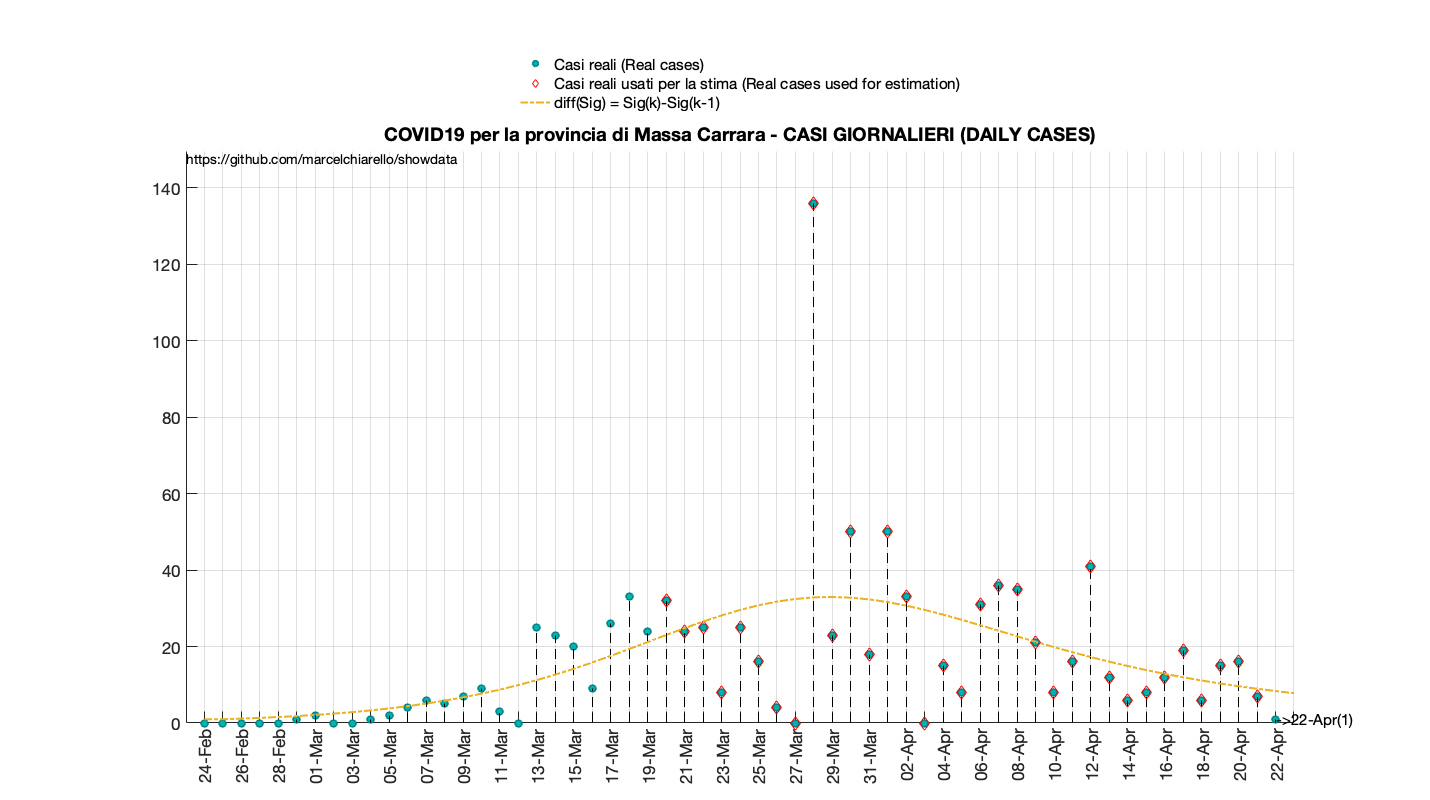 Casi reali (Real cases)
Casi reali usati per la stima (Real cases used for estimation)
diff(Sig) = Sig(k)-Sig(k-1)
COVID19 per la provincia di Massa Carrara - CASI GIORNALIERI (DAILY CASES)
https://github.com/marcelchiarello/showdata
140
120
100
80
60
40
20
0
->22-Apr(1)
24-Feb
26-Feb
28-Feb
01-Mar
03-Mar
05-Mar
07-Mar
09-Mar
11-Mar
13-Mar
15-Mar
17-Mar
19-Mar
21-Mar
23-Mar
25-Mar
27-Mar
29-Mar
31-Mar
02-Apr
04-Apr
06-Apr
08-Apr
10-Apr
12-Apr
14-Apr
16-Apr
18-Apr
20-Apr
22-Apr